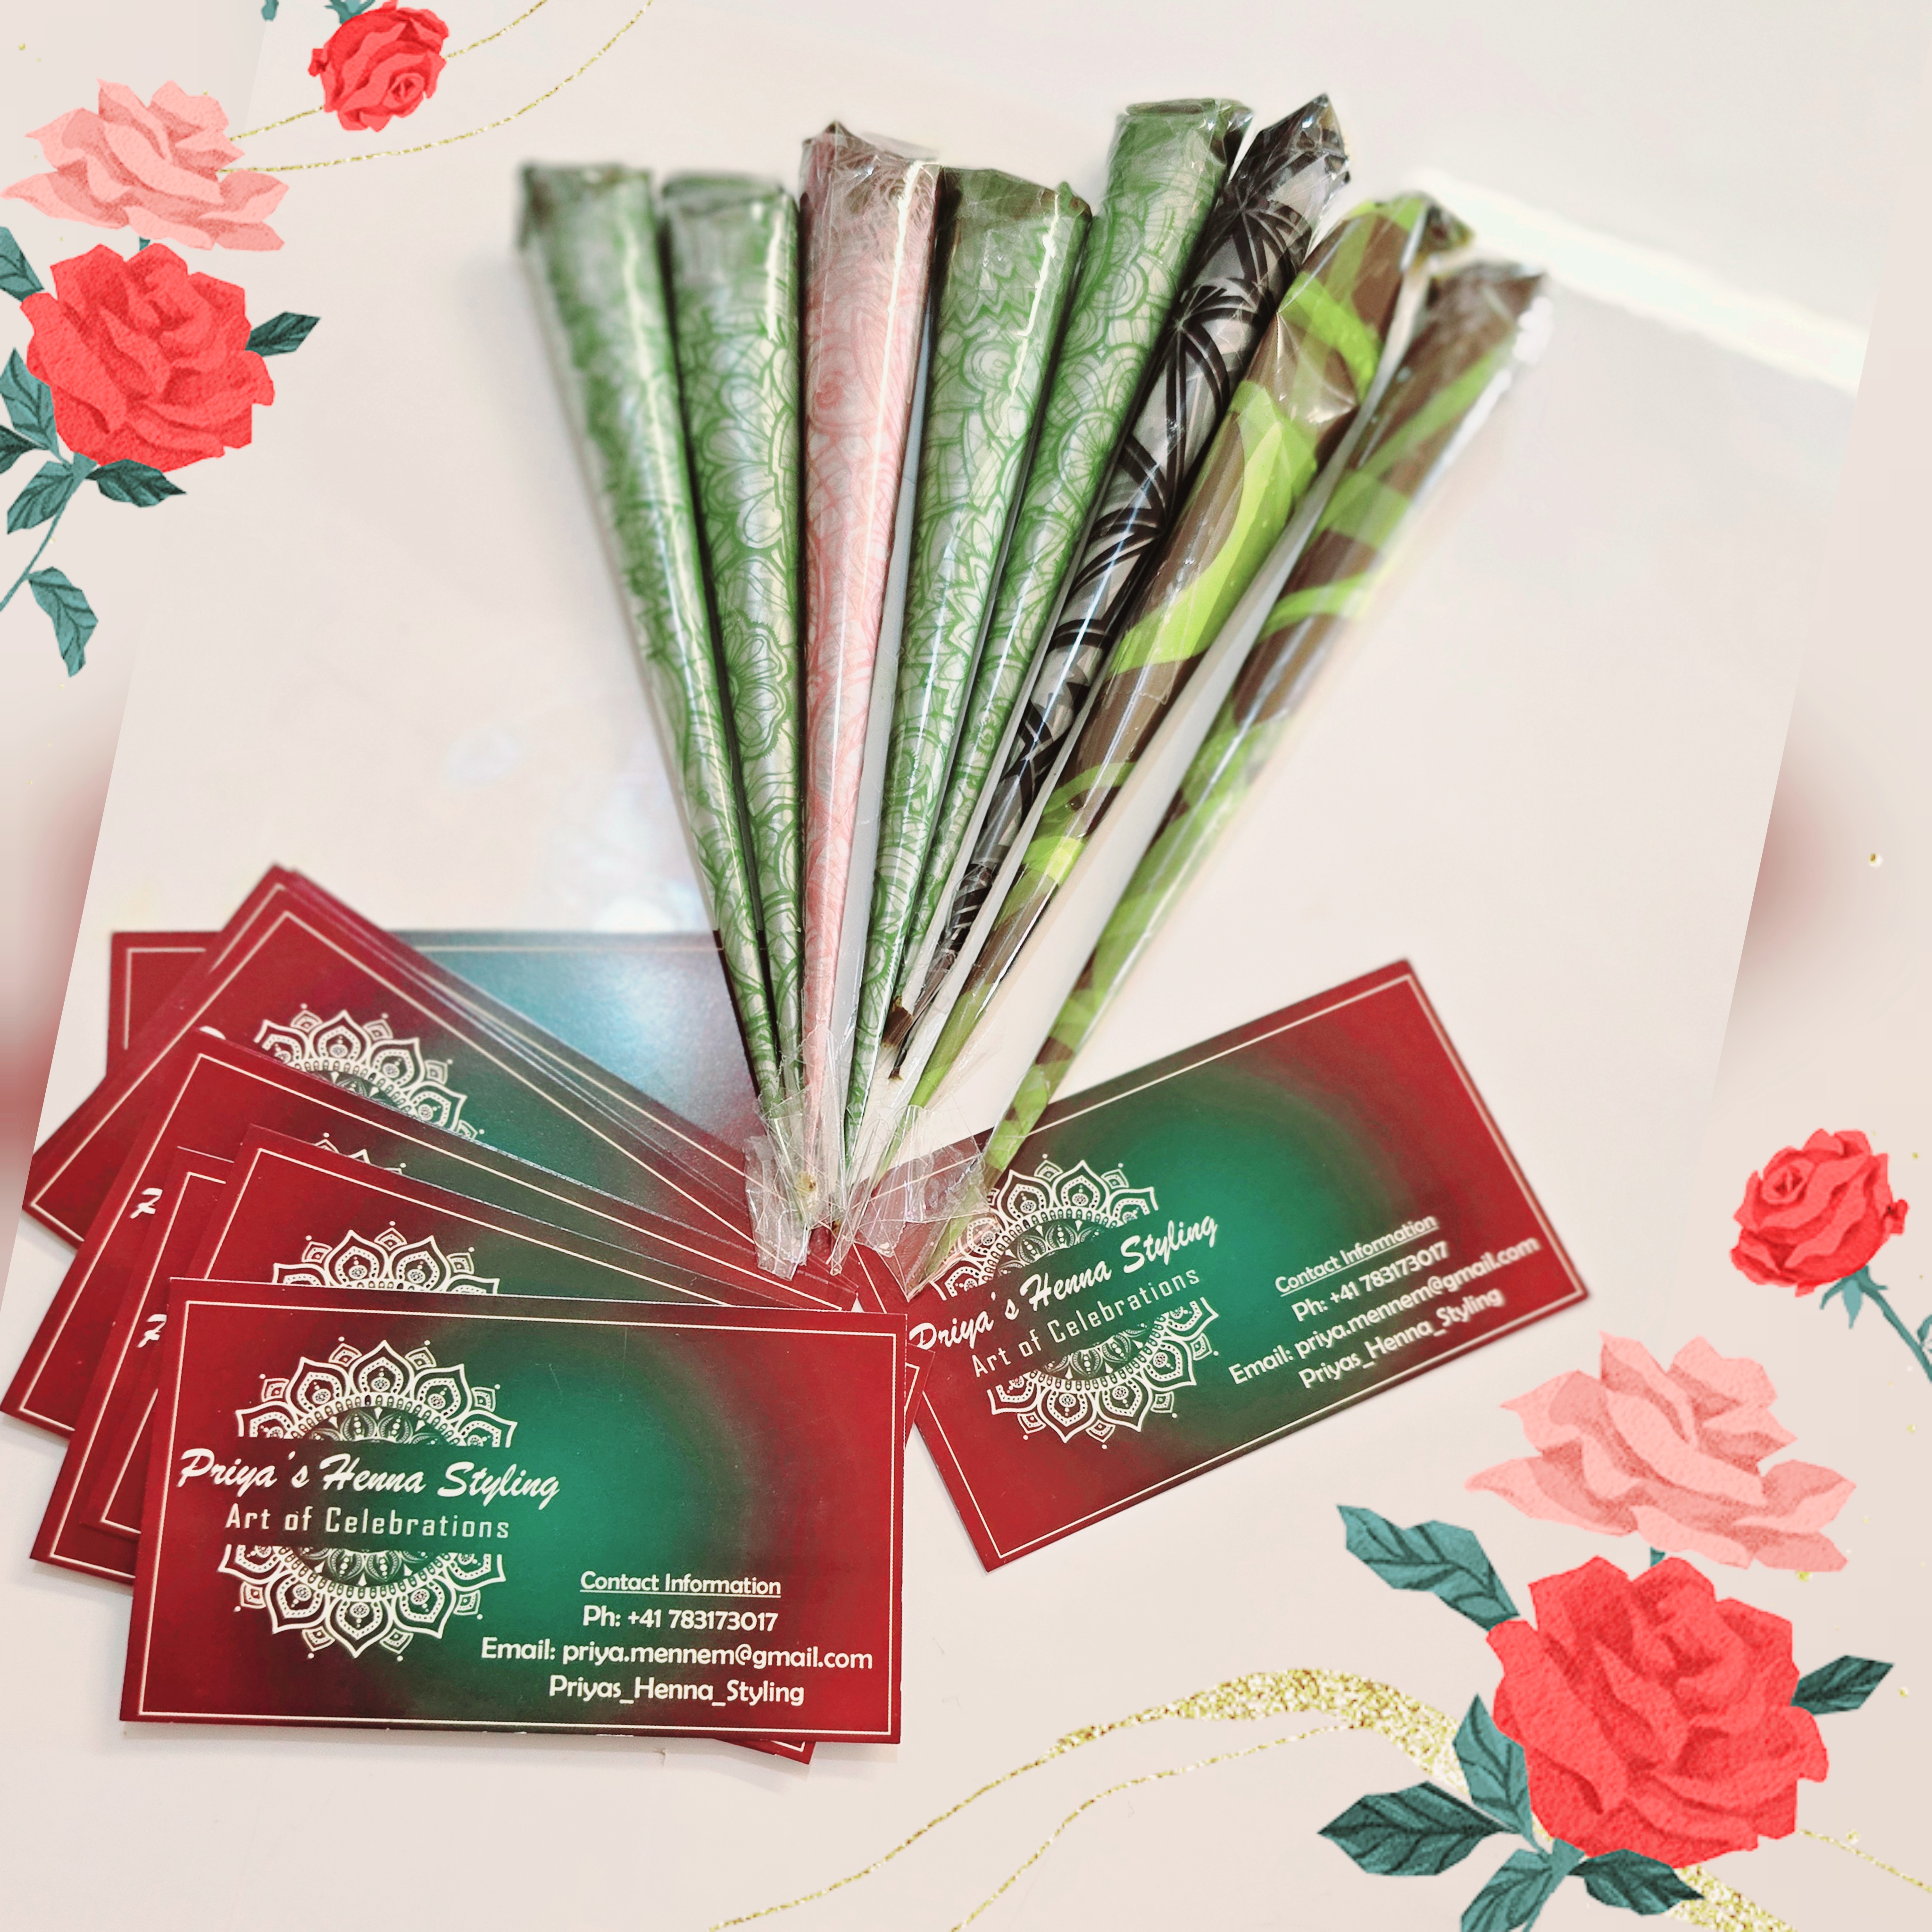 Priya's Henna Styling
Art of Celebrations
Contact Information
Ph: +41 783173017
Email: priya.mennem@gmail.com
Priyas_Henna_Styling
Priya's Henna Styling
Art of Celebrations
Contact Information
Ph: +41 783173017
Email: priya.mennem@gmail.com
Priyas_Henna_Styling